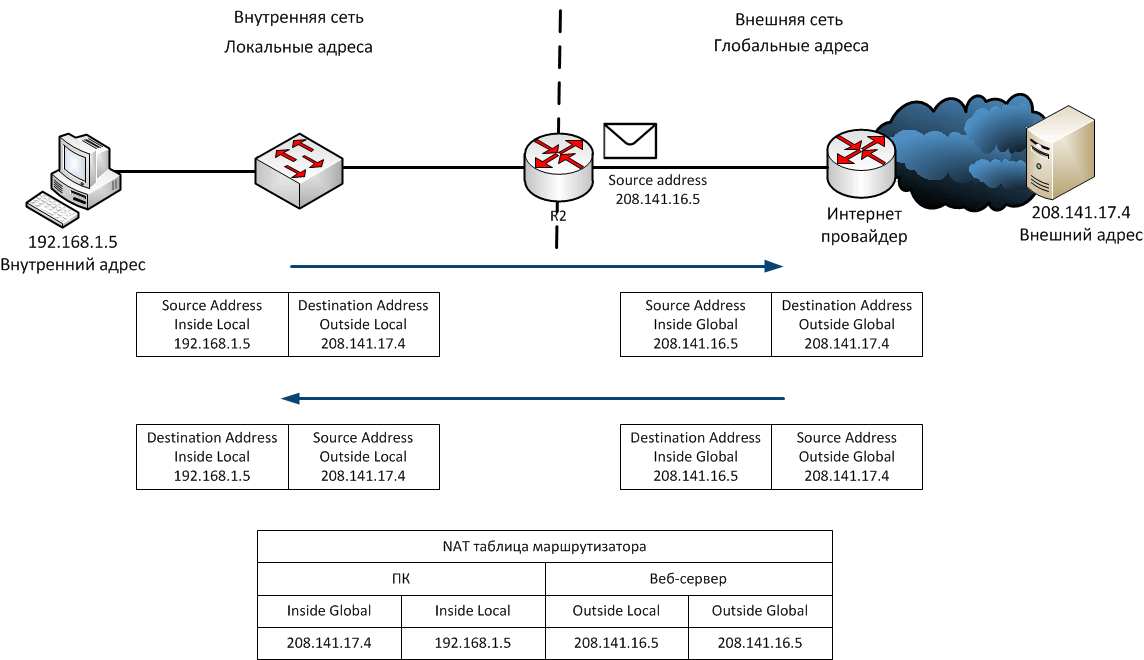 Внутренняя сеть
Локальные адреса
Внешняя сеть
Глобальные адреса
Source address
208.141.16.5
R2
192.168.1.5
Внутренний адрес
Интернет
провайдер
208.141.17.4
Внешний адрес
Source Address
Inside Local
192.168.1.5
Destination Address
Outside Local
208.141.17.4
Source Address
Inside Global
208.141.16.5
Destination Address
Outside Global
208.141.17.4
Destination Address
Inside Local
192.168.1.5
Source Address
Outside Local
208.141.17.4
Destination Address
Inside Global
208.141.16.5
Source Address
Outside Global
208.141.17.4
NAT таблица маршрутизатора
ПК
Веб-сервер
Inside Global
Inside Local
Outside Local
Outside Global
208.141.17.4
192.168.1.5
208.141.16.5
208.141.16.5